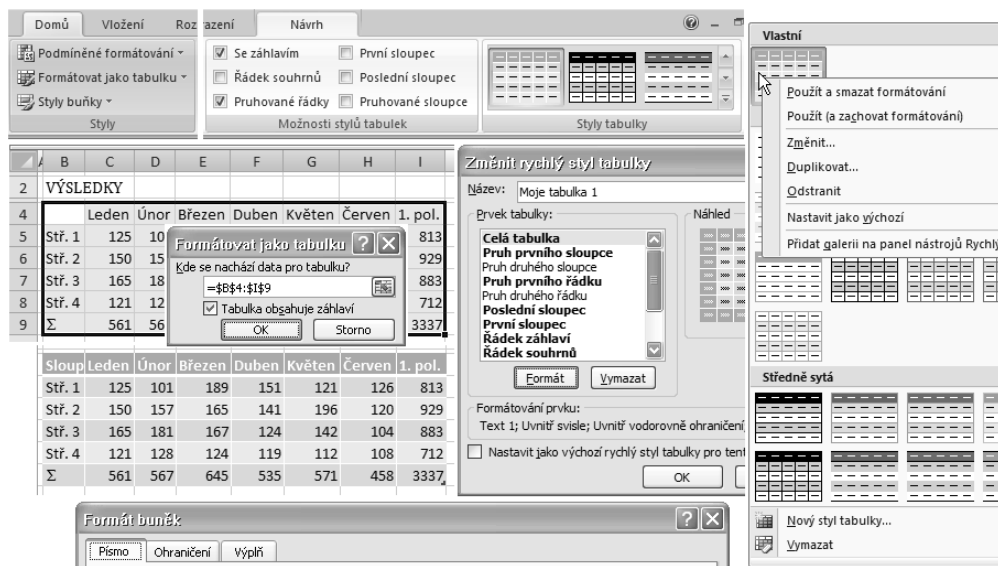 Domů Vložení Roz
Podmíněné formátování
Formátovat jako tabulku
Styly buňky
Styly
azení Návrh
Se záhlavím První sloupec
Řádek souhrnů Poslední sloupec
Pruhované řádky Pruhované sloupce
Možnosti stylů tabulek
Styly tabulky
B C D E F G H I
2 VÝSLEDKY
4 Leden Únor Březen Duben Květen Červen 1. pol.
5 Stř. 1 125 10 813
6 Stř. 2 150 15 929
7 Stř. 3 165 18 883
8 Stř. 4 121 12 712
9 Σ 561 56 3337
Formátovat jako tabulku
Kde se nachází data pro tabulku?
=$B$4:$I$9
Tabulka obsahuje záhlaví
OK Storno
Sloup Leden Únor Březen Duben Květen Červen 1. pol.
Stř. 1 125 101 189 151 121 126 813
Stř. 2 150 157 165 141 196 120 929
Stř. 3 165 181 167 124 142 104 883
Stř. 4 121 128 124 119 112 108 712
Σ 561 567 645 535 571 458 3337
Změnit rychlý styl tabulky
Název: Moje tabulka 1
Prvek tabulky: Náhled
Celá tabulka
Pruh prvního sloupce
Pruh druhého sloupce
Pruh prvního řádku
Pruh druhého řádku
Poslední sloupec
První sloupec
Řádek záhlaví
Řádek souhrnů
Formát Vymazat
Formátování prvku:
Text 1; Uvnitř svisle; Uvnitř vodorovně ohraničení
Nastavit jako výchozí rychlý styl tabulky pro tent
OK
Formát buněk
Písmo Ohraničení Výplň
Vlastní
Použít a smazat formátování
Použít (a zachovat formátování)
Změnit...
Duplikovat...
Odstranit
Nastavit jako výchozí
Přidat galerii na panel nástrojů Rychlý
Středně sytá
Nový styl tabulky...
Vymazat